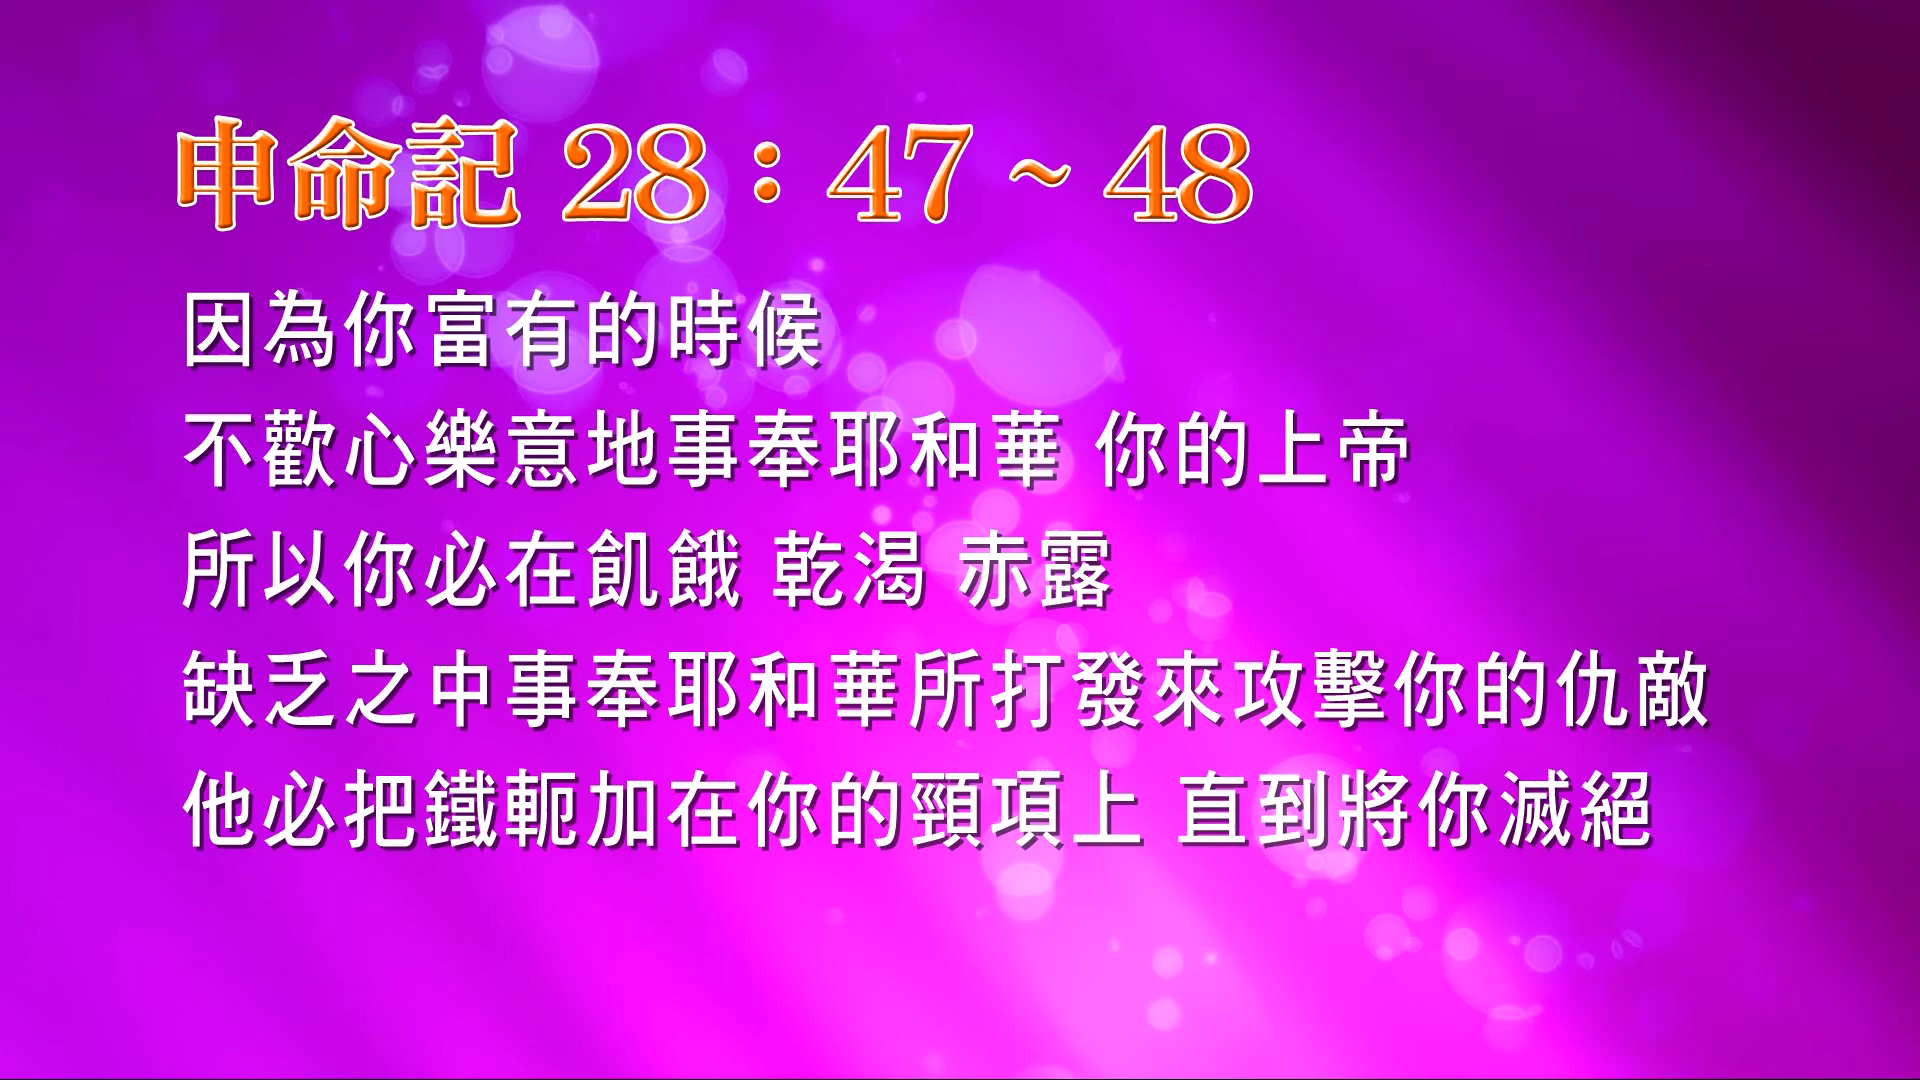 申命記 28：47~48
因為你富有的時候
不歡心樂意地事奉耶和華 你的上帝
所以你必在飢餓 乾渴 赤露
缺乏之中事奉耶和華所打發來攻擊你的仇敵
他必把鐵軛加在你的頸項上 直到將你滅絕